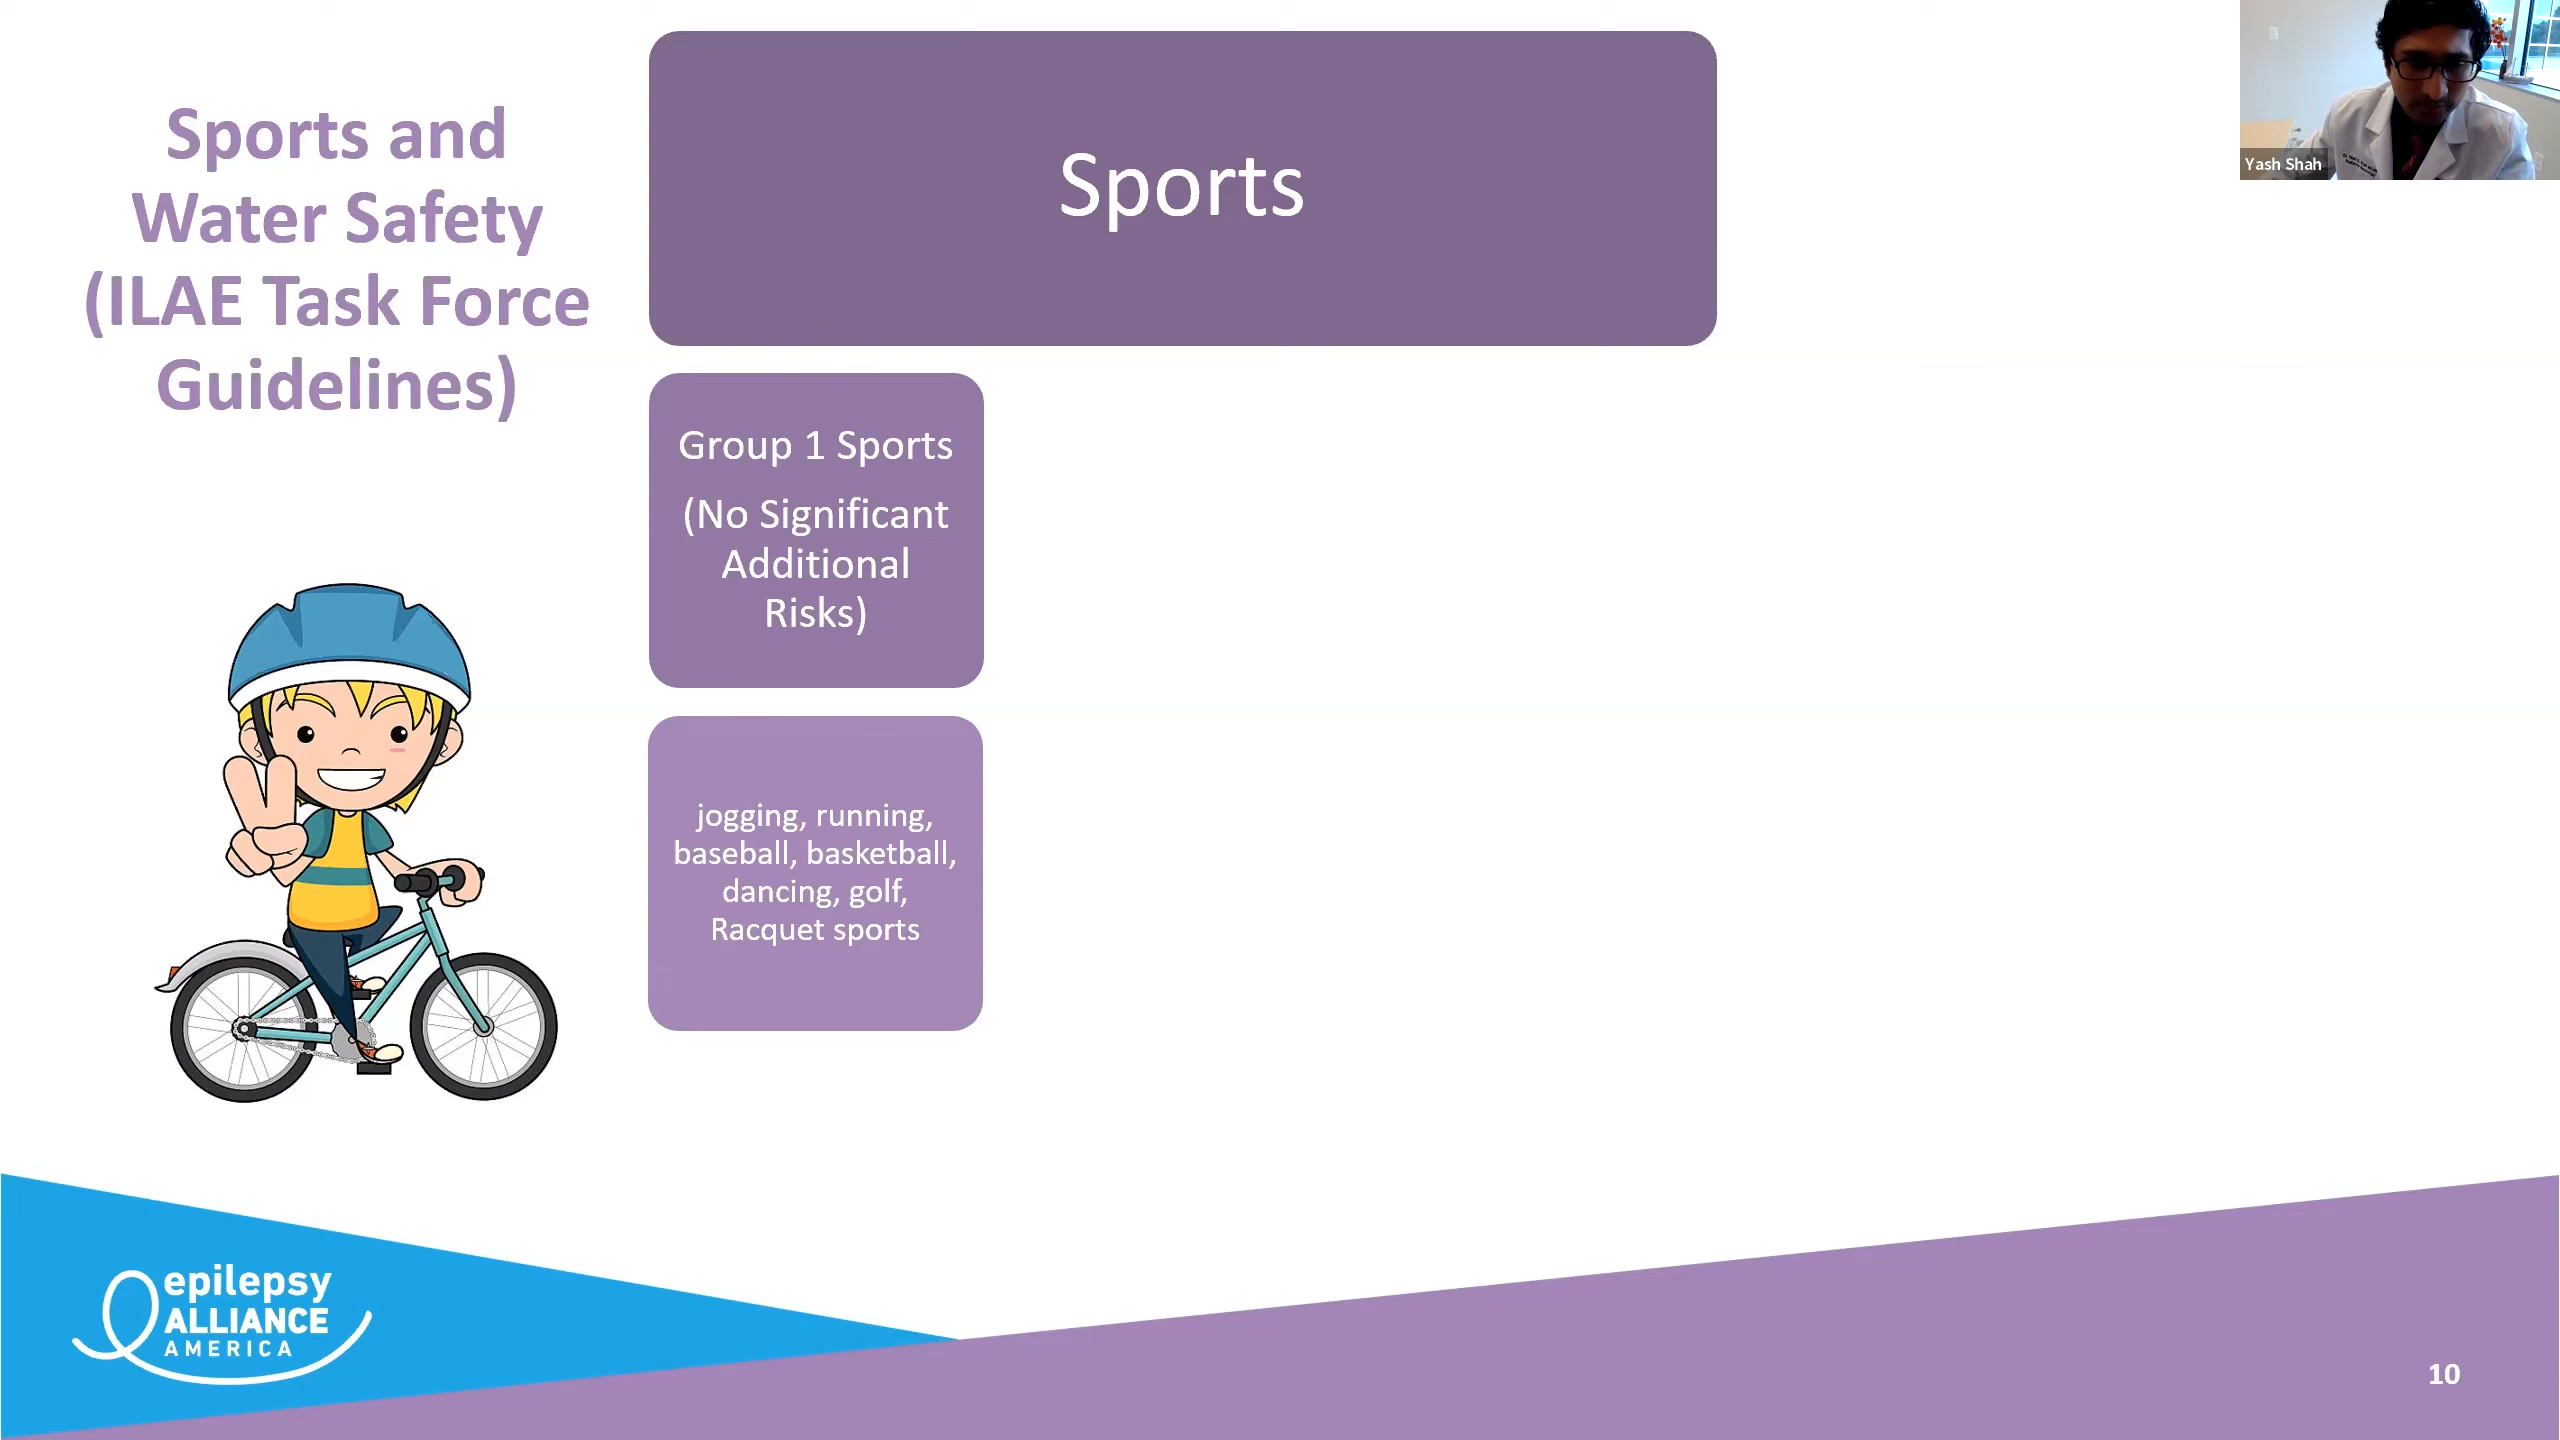 Sports and
Water Safety
(ILAE Task Force
Guidelines)
Sports
Yash Shah
Group 1 Sports
(No Significant
Additional
Risks)
jogging, running,
baseball, basketball,
dancing, golf,
Racquet sports
epilepsy
ALLIANCE
AMERICA
10